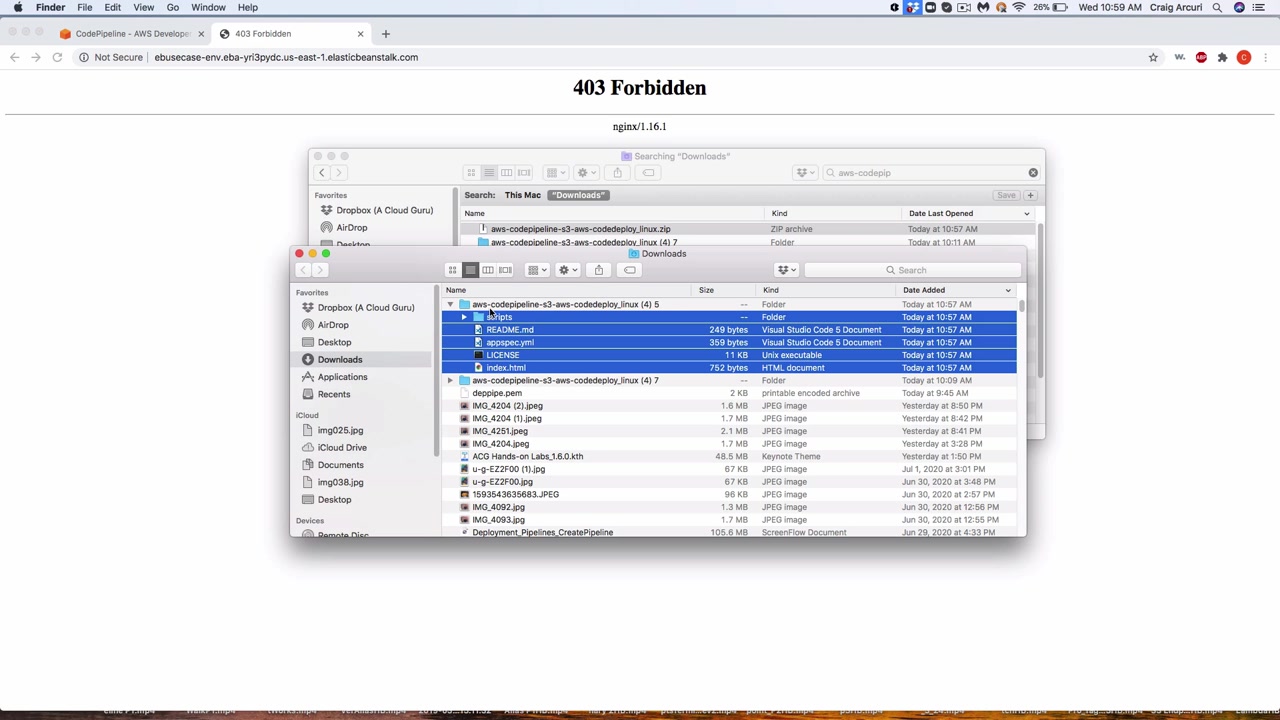 Finder File Edit View Go Window Help 26% Wed 10:59 AM Craig Arcuri
CodePipeline - AWS Develope
403 Forbidden
Not Secure ebusecase-env.eba-yri3pydc.us-east-1.elasticbeanstalk.com
403 Forbidden
nginx/1.16.1
Searching "Downloads"
aws-codepip
Favorites
Search: This Mac "Downloads" Save
Dropbox (A Cloud Guru)
Name Kind Date Last Opened
AirDrop
aws-codepipeline-s3-aws-codedeploy_linux.zip ZIP archive Today at 10:57 AM
Desktop
aws-codepipeline-s3-aws-codedeploy_linux (4) 7 Folder Today at 10:11 AM
Downloads
Search
Favorites
Dropbox (A Cloud Guru)
AirDrop
Desktop
Downloads
Applications
Recents
iCloud
img025.jpg
iCloud Drive
Documents
img038.jpg
Desktop
Devices
Remote Disc
Name Size Kind Date Added
aws-codepipeline-s3-aws-codedeploy_linux (4) 5 -- Folder Today at 10:57 AM
scripts -- Folder Today at 10:57 AM
README.md 249 bytes Visual Studio Code 5 Document Today at 10:57 AM
appspec.yml 359 bytes Visual Studio Code 5 Document Today at 10:57 AM
LICENSE 11 KB Unix executable Today at 10:57 AM
index.html 752 bytes HTML document Today at 10:57 AM
aws-codepipeline-s3-aws-codedeploy_linux (4) 7 -- Folder Today at 10:09 AM
deppipe.pem 2 KB printable encoded archive Today at 9:45 AM
IMG_4204 (2).jpeg 1.6 MB JPEG image Yesterday at 8:50 PM
IMG_4204 (1).jpeg 1.7 MB JPEG image Yesterday at 8:42 PM
IMG_4251.jpeg 2.1 MB JPEG image Yesterday at 8:41 PM
IMG_4204.jpeg 1.7 MB JPEG image Yesterday at 3:28 PM
ACG Hands-on Labs_1.6.0.kth 48.5 MB Keynote Theme Yesterday at 1:50 PM
u-g-EZ2F00 (1).jpg 67 KB JPEG image Jul 1, 2020 at 3:01 PM
u-g-EZ2F00.jpg 67 KB JPEG image Jun 30, 2020 at 3:48 PM
1593543635683.JPEG 96 KB JPEG image Jun 30, 2020 at 2:57 PM
IMG_4092.jpg 1.3 MB JPEG image Jun 30, 2020 at 12:56 PM
IMG_4093.jpg 1.7 MB JPEG image Jun 30, 2020 at 12:55 PM
Deployment_Pipelines_CreatePipeline 105.6 MB ScreenFlow Document Jun 29, 2020 at 4:33 PM